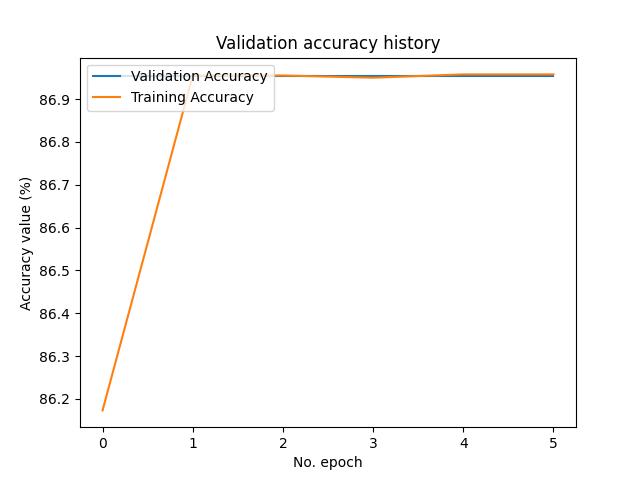 Validation accuracy history
Validation Accuracy
Training Accuracy
Accuracy value (%)
86.9
86.8
86.7
86.6
86.5
86.4
86.3
86.2
0 1 2 3 4 5
No. epoch